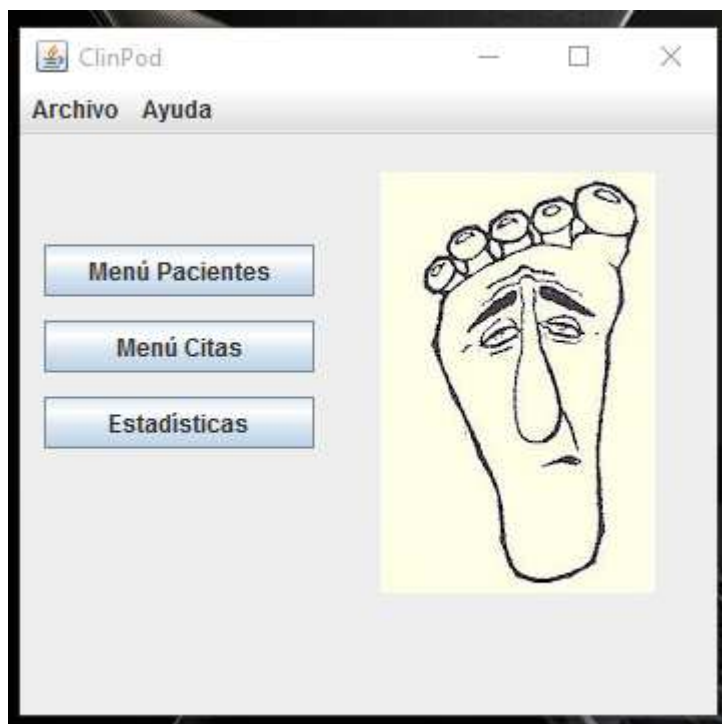 ClinPod
Archivo Ayuda
Menú Pacientes
Menú Citas
Estadísticas